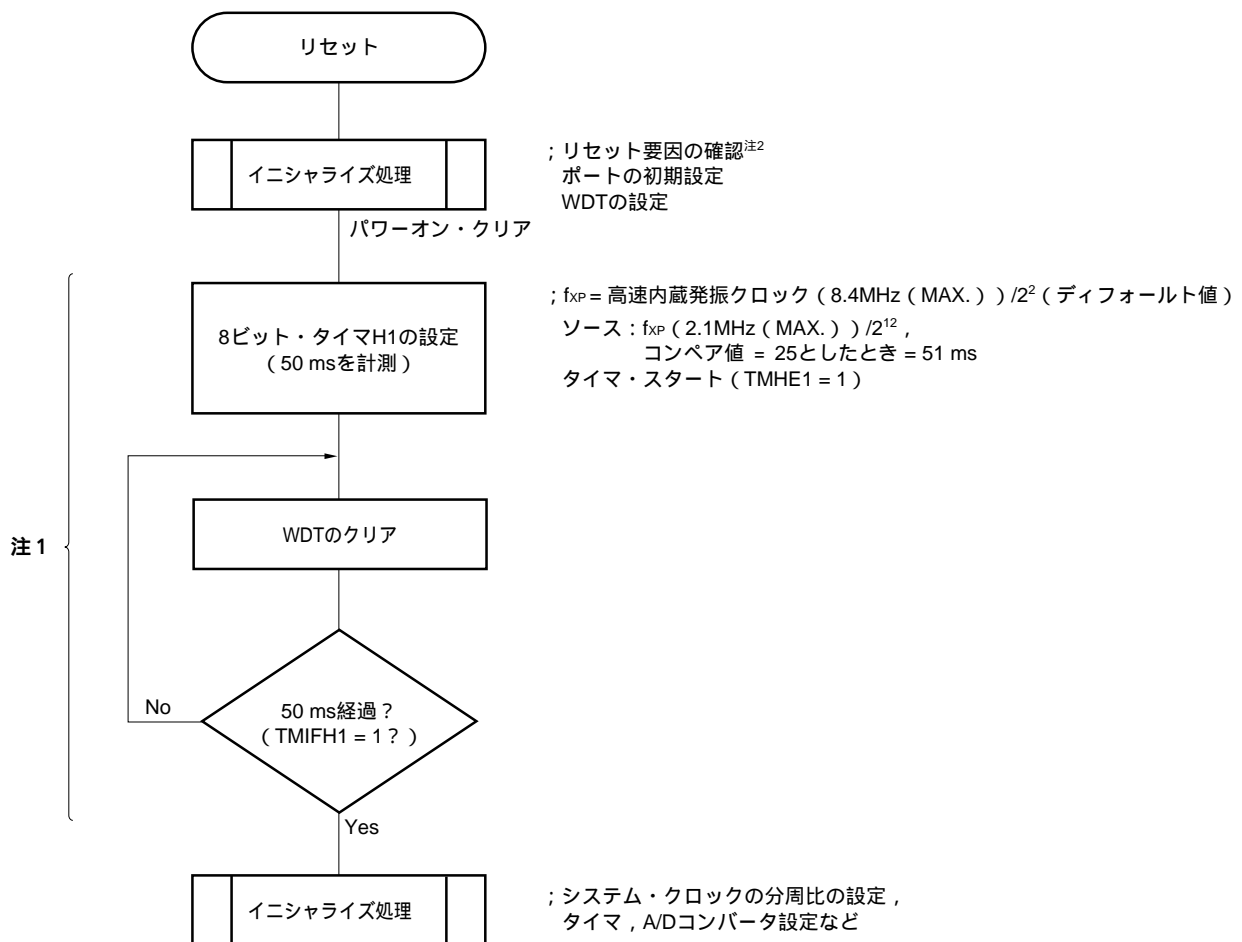 リセット
イニシャライズ処理
;リセット要因の確認注2
ポートの初期設定
WDTの設定
パワーオン・クリア
8ビット・タイマH1の設定
(50 msを計測)
;fXP = 高速内蔵発振クロック(8.4MHz(MAX.))/2²(ディフォールト値)
ソース:fXP(2.1MHz(MAX.))/2¹²,
コンペア値 = 25としたとき = 51 ms
タイマ・スタート(TMHE1 = 1)
注1
WDTのクリア
No
50 ms経過?
(TMIFH1 = 1?)
Yes
イニシャライズ処理
;システム・クロックの分周比の設定,
タイマ,A/Dコンバータ設定など